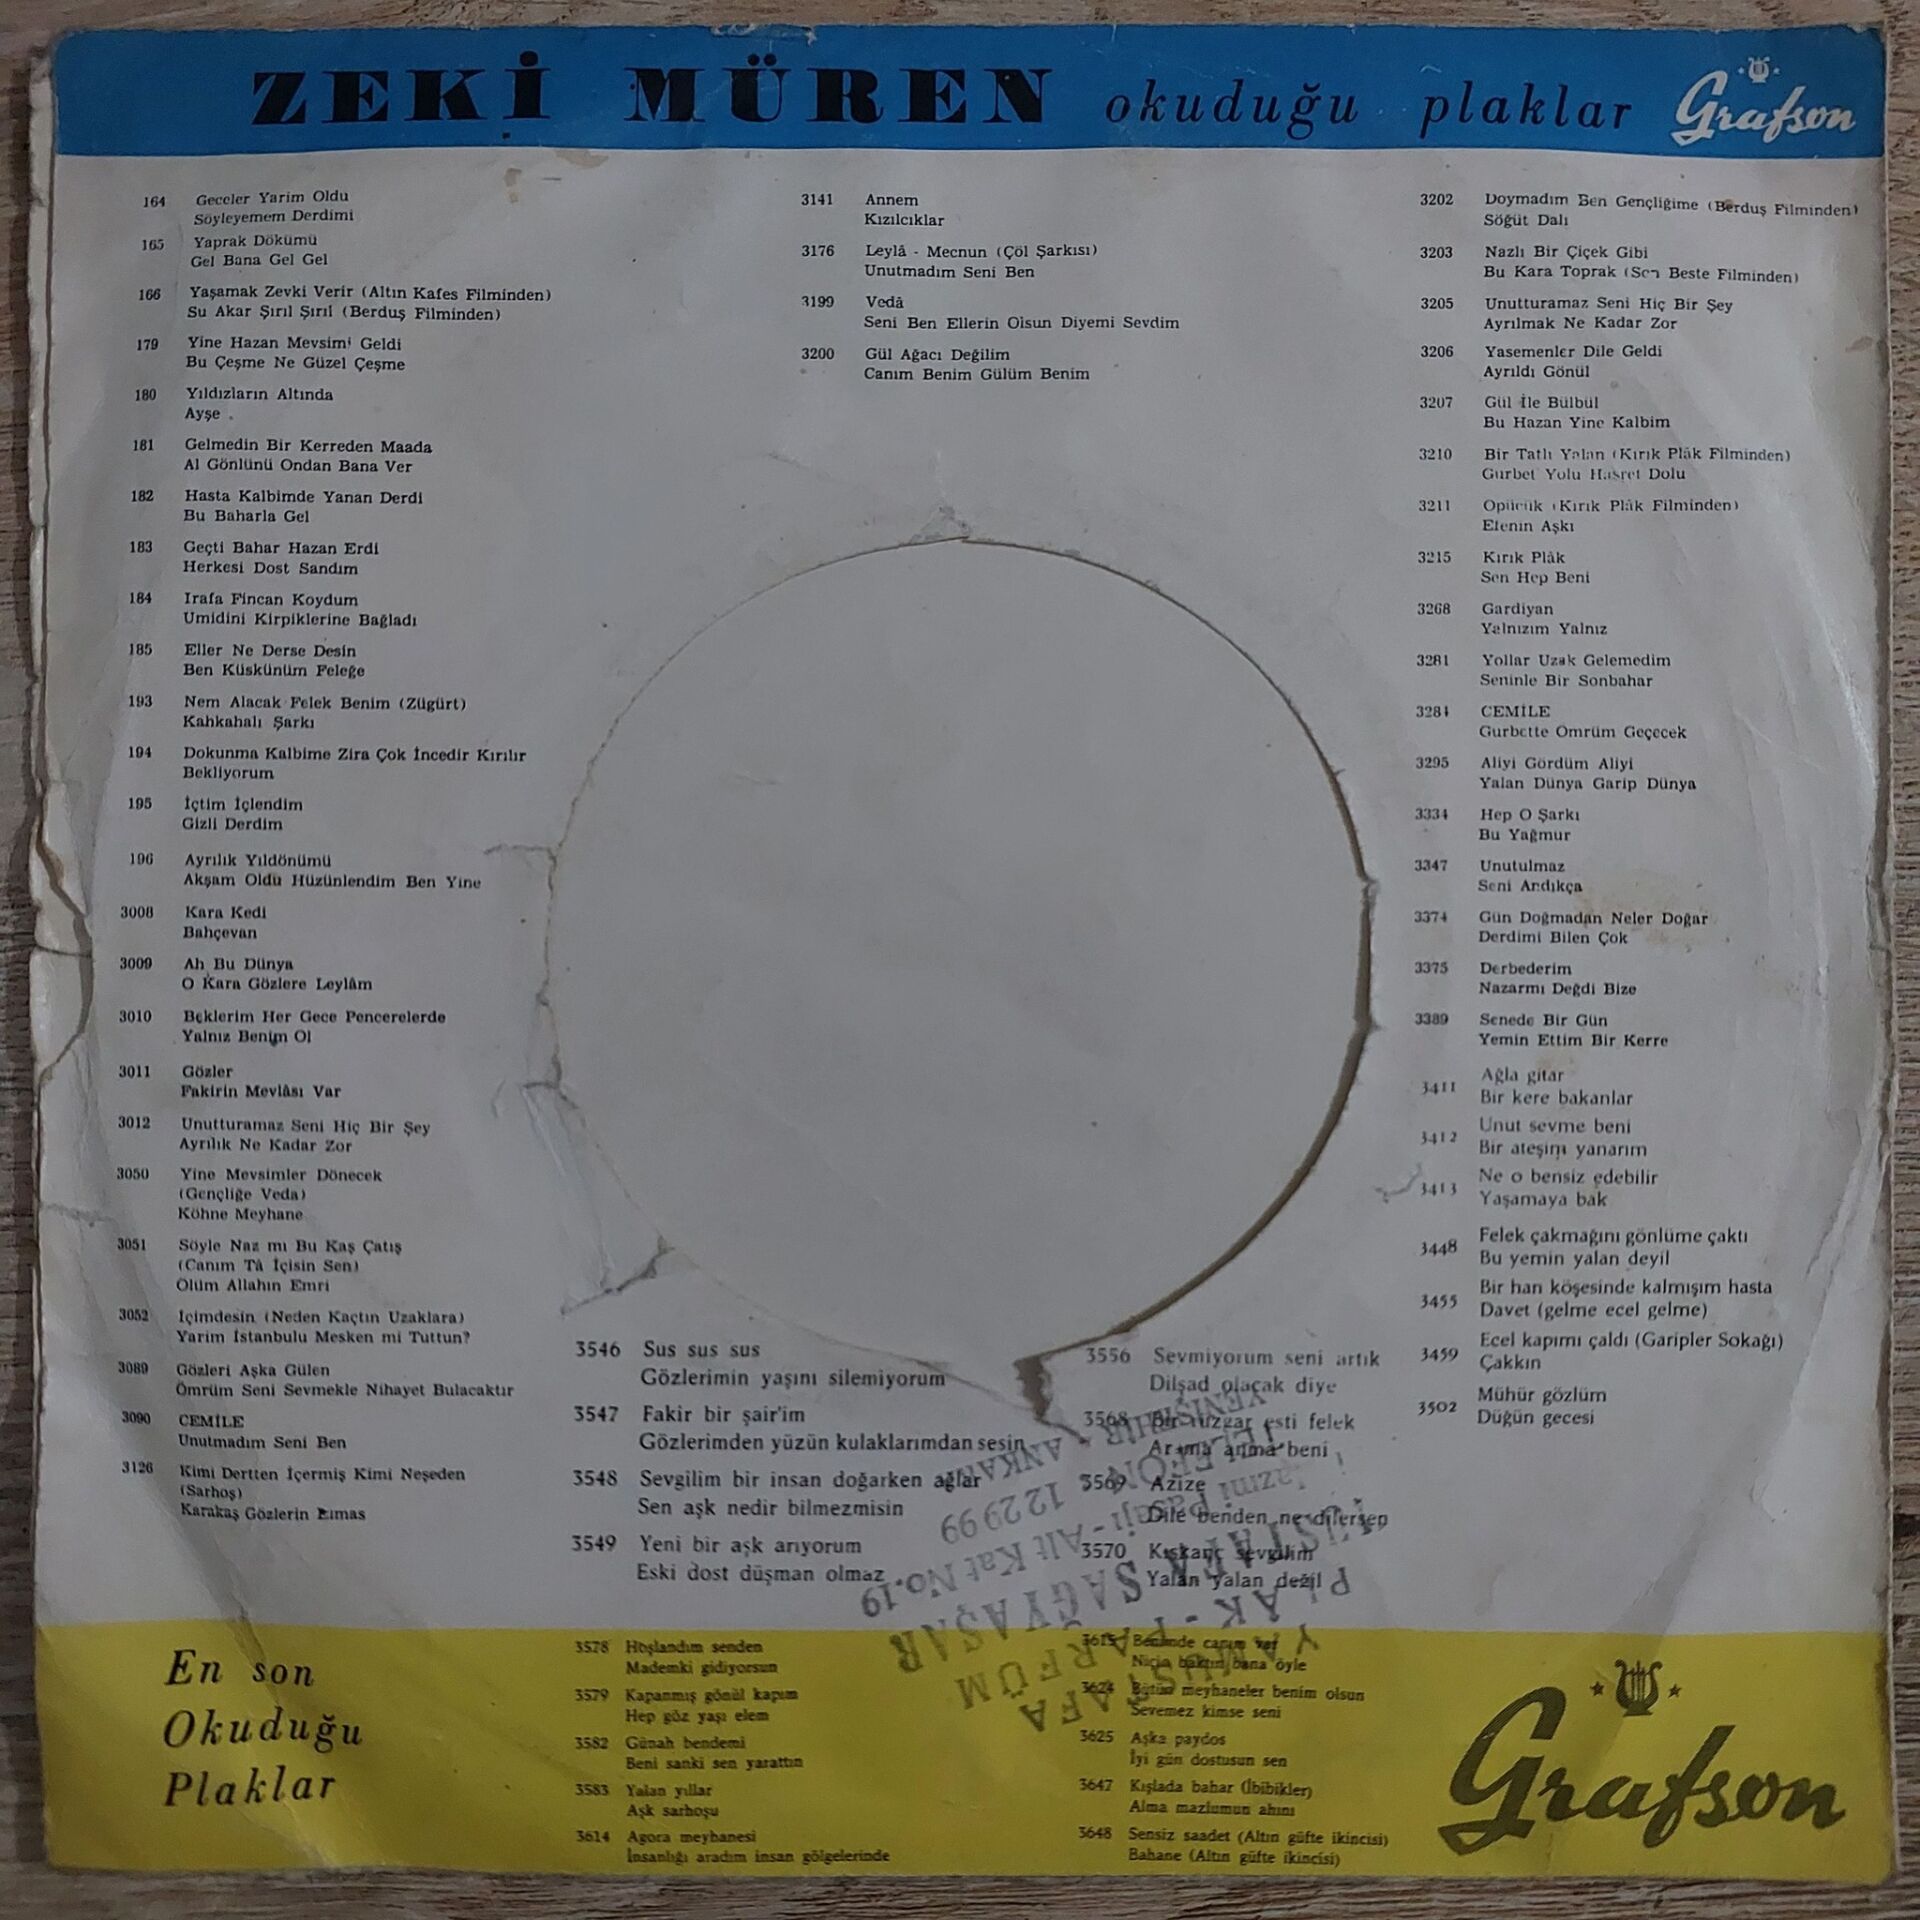 ZEKİ MÜREN okuduğu plaklar Grafson
164 Geceler Yarim Oldu
Söyleyemem Derdimi
165 Yaprak Dökümü
Gel Bana Gel Gel
166 Yaşamak Zevki Verir (Altın Kafes Filminden)
Su Akar Şırıl Şırıl (Berduş Filminden)
179 Yine Hazan Mevsimi Geldi
Bu Çeşme Ne Güzel Çeşme
180 Yıldızların Altında
Ayşe
181 Gelmedin Bir Kerreden Maada
Al Gönlünü Ondan Bana Ver
182 Hasta Kalbimde Yanan Derdi
Bu Baharla Gel
183 Geçti Bahar Hazan Erdi
Herkesi Dost Sandım
184 Irafa Fincan Koydum
Umidini Kirpiklerine Bağladı
185 Eller Ne Derse Desin
Ben Küskünüm Feleğe
193 Nem Alacak Felek Benim (Zügürt)
Kahkahalı Şarkı
194 Dokunma Kalbime Zira Çok İncedir Kırılır
Bekliyorum
195 İçtim İçlendim
Gizli Derdim
196 Ayrılık Yıldönümü
Akşam Oldu Hüzünlendim Ben Yine
3008 Kara Kedi
Bahçevan
3009 Ah Bu Dünya
O Kara Gözlere Leylâm
3010 Beklerim Her Gece Pencerelerde
Yalnız Benim Ol
3011 Gözler
Fakirin Mevlâsı Var
3012 Unutturamaz Seni Hiç Bir Şey
Ayrılık Ne Kadar Zor
3050 Yine Mevsimler Dönecek
(Gençliğe Veda)
Köhne Meyhane
3051 Söyle Naz mı Bu Kaş Çatış
(Canım Tâ İçisin Sen)
Ölüm Allahın Emri
3052 İçimdesin (Neden Kaçtın Uzaklara)
Yarim İstanbulu Mesken mi Tuttun?
3089 Gözleri Aşka Gülen
Ömrüm Seni Sevmekle Nihayet Bulacaktır
3090 CEMİLE
Unutmadım Seni Ben
3126 Kimi Dertten İçermiş Kimi Neşeden
(Sarhoş)
Karakaş Gözlerin Elmas
3141 Annem
Kızılcıklar
3176 Leylâ - Mecnun (Çöl Şarkısı)
Unutmadım Seni Ben
3199 Vedâ
Seni Ben Ellerin Olsun Diyemi Sevdim
3200 Gül Ağacı Değilim
Canım Benim Gülüm Benim
3202 Doymadım Ben Gençliğime (Berduş Filminden)
Söğüt Dalı
3203 Nazlı Bir Çiçek Gibi
Bu Kara Toprak (Son Beste Filminden)
3205 Unutturamaz Seni Hiç Bir Şey
Ayrılmak Ne Kadar Zor
3206 Yasemenler Dile Geldi
Ayrıldı Gönül
3207 Gül İle Bülbül
Bu Hazan Yine Kalbim
3210 Bir Tatlı Yalan (Kırık Plâk Filminden)
Gurbet Yolu Hasret Dolu
3211 Öpücük (Kırık Plâk Filminden)
Efenin Aşkı
3215 Kırık Plâk
Sen Hep Beni
3268 Gardiyan
Yalnızım Yalnız
3281 Yollar Uzak Gelemedim
Seninle Bir Sonbahar
3284 CEMİLE
Gurbette Ömrüm Geçecek
3295 Aliyi Gördüm Aliyi
Yalan Dünya Garip Dünya
3334 Hep O Şarkı
Bu Yağmur
3347 Unutulmaz
Seni Andıkça
3374 Gün Doğmadan Neler Doğar
Derdimi Bilen Çok
3375 Derbederim
Nazarmı Değdi Bize
3389 Senede Bir Gün
Yemin Ettim Bir Kerre
3411 Ağla gitar
Bir kere bakanlar
3412 Unut sevme beni
Bir ateşim yanarım
3413 Ne o bensiz edebilir
Yaşamaya bak
3448 Felek çakmağını gönlüme çaktı
Bu yemin yalan deyil
3455 Bir han köşesinde kalmışım hasta
Davet (gelme ecel gelme)
3459 Ecel kapımı çaldı (Garipler Sokağı)
Çakkın
3502 Mühür gözlüm
Düğün gecesi
3546 Sus sus sus
Gözlerimin yaşını silemiyorum
3547 Fakir bir şair'im
Gözlerimden yüzün kulaklarımdan sesin
3548 Sevgilim bir insan doğarken ağlar
Sen aşk nedir bilmezmisin
3549 Yeni bir aşk arıyorum
Eski dost düşman olmaz
3556 Sevmiyorum seni artık
Dilşad olacak diye
3568 Bir rüzgar esti felek
Arama anma beni
3569 Azize
Dile benden ne dilersen
3570 Kıskanç sevgilim
Yalan yalan değil
PLAK - PARFÜM
MUSTAFA SAĞYAŞAR
Pasajı - Alt Kat No.19
TELEFON 122999
YENİŞEHİR - ANKARA
En son
Okuduğu
Plaklar
3578 Hoşlandım senden
Mademki gidiyorsun
3579 Kapanmış gönül kapım
Hep göz yaşı elem
3582 Günah bendemi
Beni sanki sen yarattın
3583 Yalan yıllar
Aşk sarhoşu
3614 Agora meyhanesi
İnsanlığı aradım insan gölgelerinde
3615 Benimde canım var
Niçin baktın bana öyle
3624 Bütün meyhaneler benim olsun
Sevemez kimse seni
3625 Aşka paydos
İyi gün dostusun sen
3647 Kışlada bahar (İbibikler)
Alma mazlumun ahını
3648 Sensiz saadet (Altın güfte ikincisi)
Bahane (Altın güfte ikincisi)
Grafson